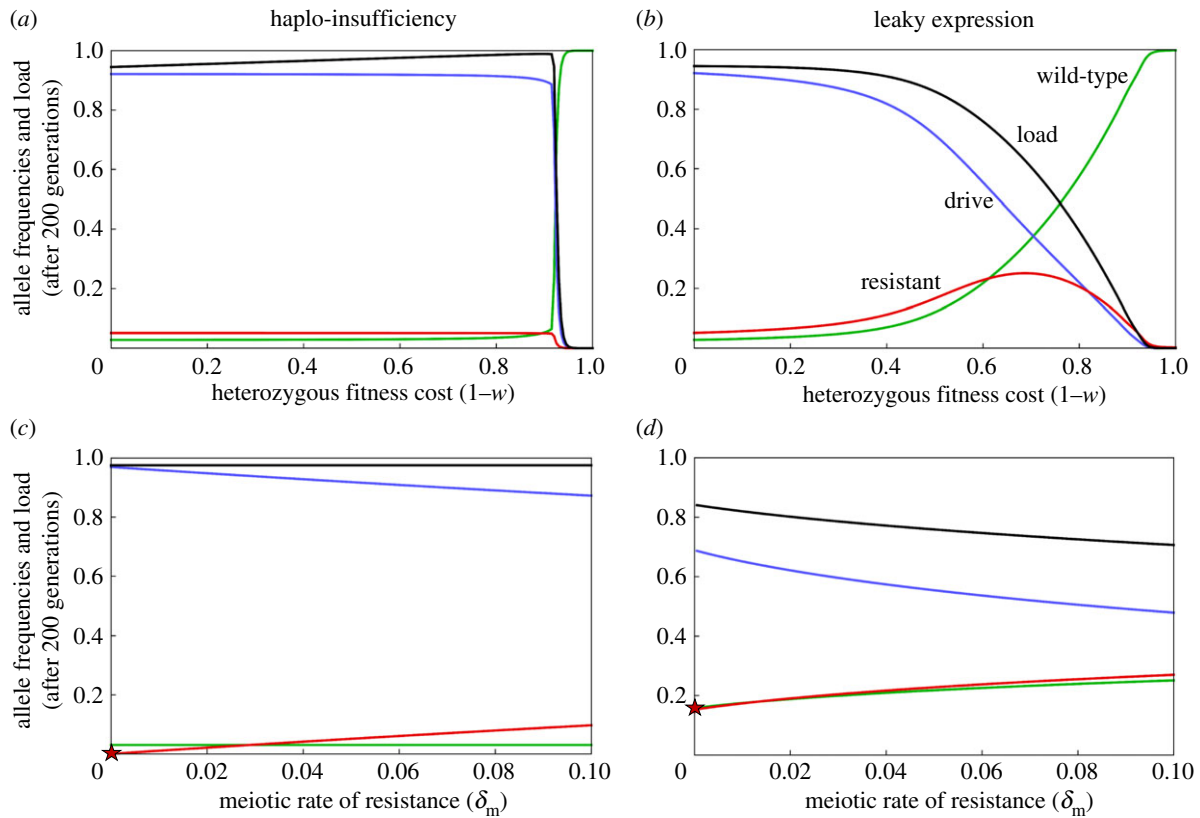 (a) haplo-insufficiency
(b) leaky expression
allele frequencies and load
(after 200 generations)
1.0
0.8
0.6
0.4
0.2
0 0.2 0.4 0.6 0.8 1.0
heterozygous fitness cost (1–w)
1.0
0.8
0.6
0.4
0.2
wild-type
load
drive
resistant
0 0.2 0.4 0.6 0.8 1.0
heterozygous fitness cost (1–w)
(c)
allele frequencies and load
(after 200 generations)
1.0
0.8
0.6
0.4
0.2
0 0.02 0.04 0.06 0.08 0.10
meiotic rate of resistance (δm)
(d)
1.0
0.8
0.6
0.4
0.2
0 0.02 0.04 0.06 0.08 0.10
meiotic rate of resistance (δm)